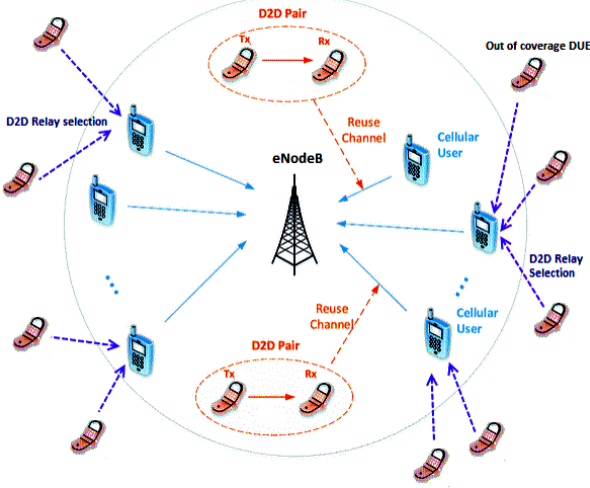 D2D Pair
Tx
Rx
Out of coverage DUE
D2D Relay selection
Reuse
Channel
Cellular
User
eNodeB
D2D Relay
Selection
Reuse
Channel
Cellular
User
D2D Pair
Tx
Rx